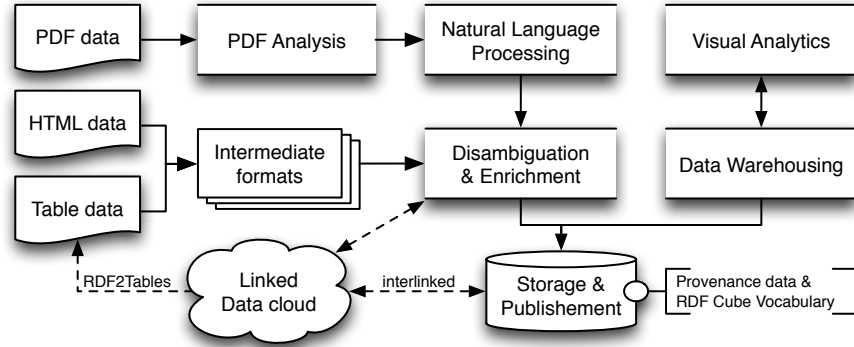 PDF data
PDF Analysis
Natural Language
Processing
Visual Analytics
HTML data
Table data
Intermediate
formats
Disambiguation
& Enrichment
Data Warehousing
RDF2Tables
Linked
Data cloud
interlinked
Storage &
Publishement
Provenance data &
RDF Cube Vocabulary